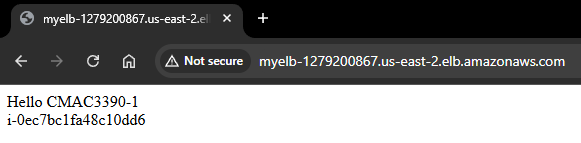 myelb-1279200867.us-east-2.elb
Not secure
myelb-1279200867.us-east-2.elb.amazonaws.com
Hello CMAC3390-1
i-0ec7bc1fa48c10dd6